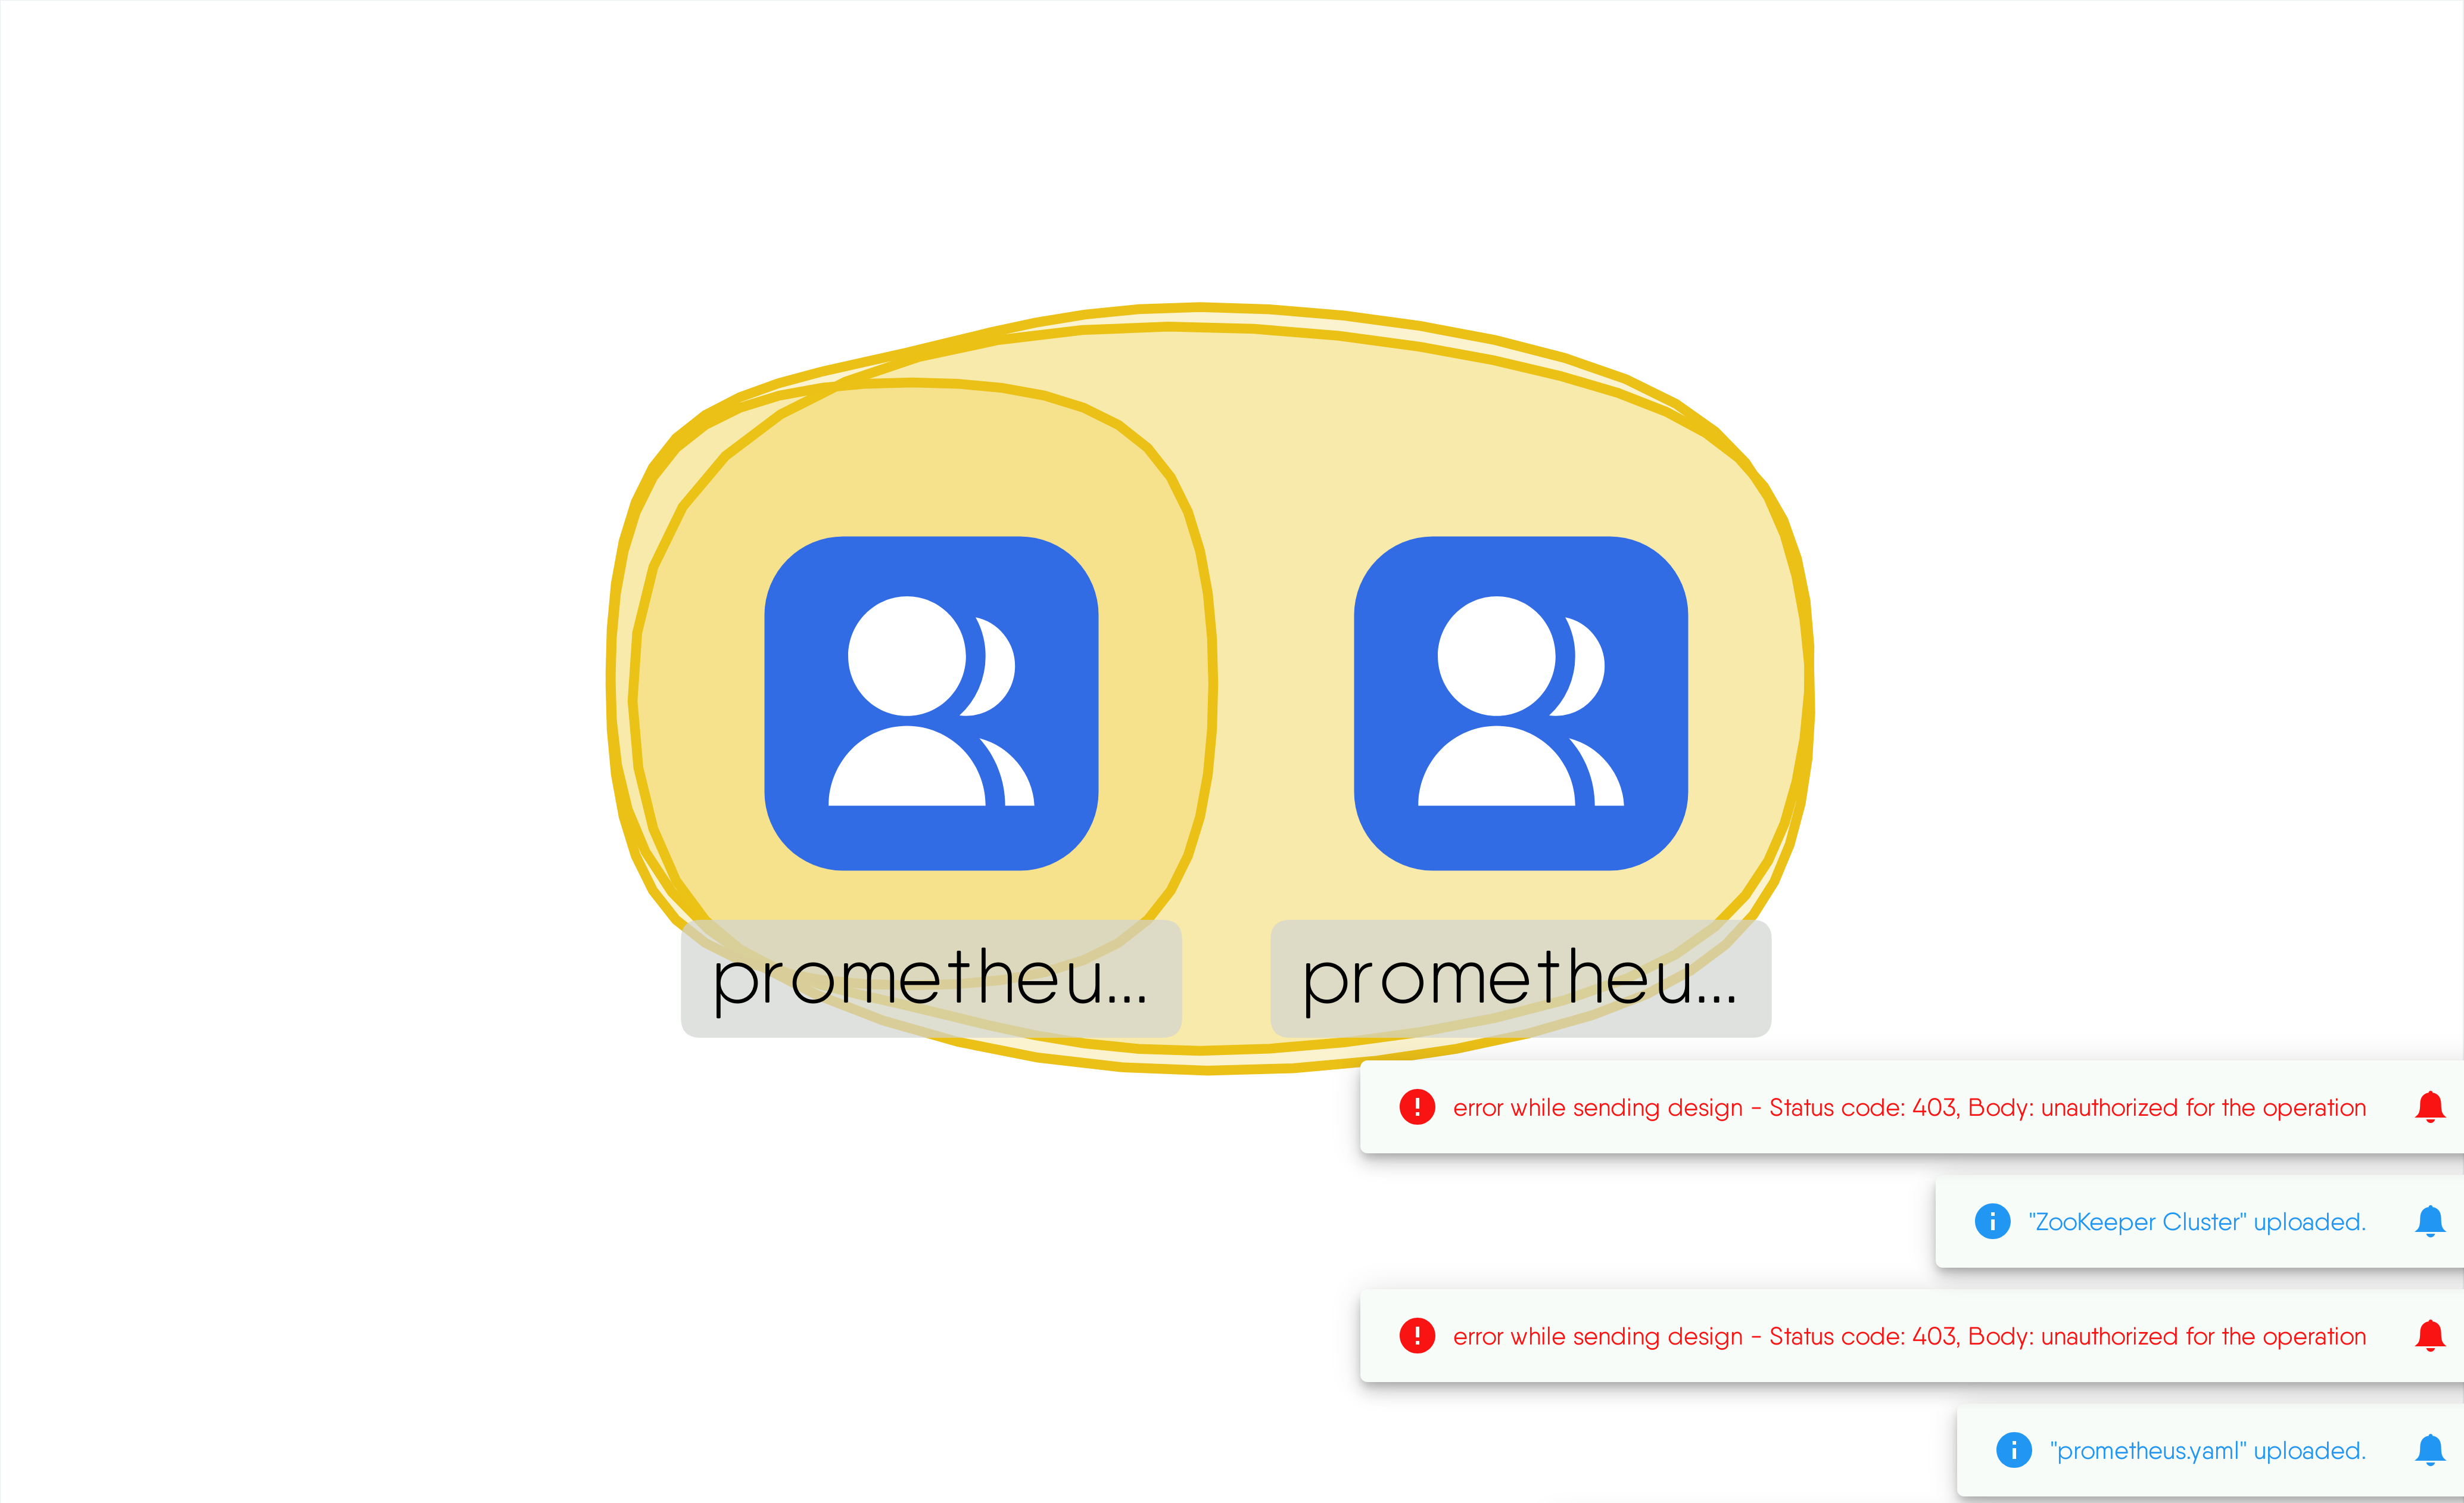 prometheu...
prometheu...
error while sending design - Status code: 403, Body: unauthorized for the operation
"ZooKeeper Cluster" uploaded.
error while sending design - Status code: 403, Body: unauthorized for the operation
"prometheus.yaml" uploaded.